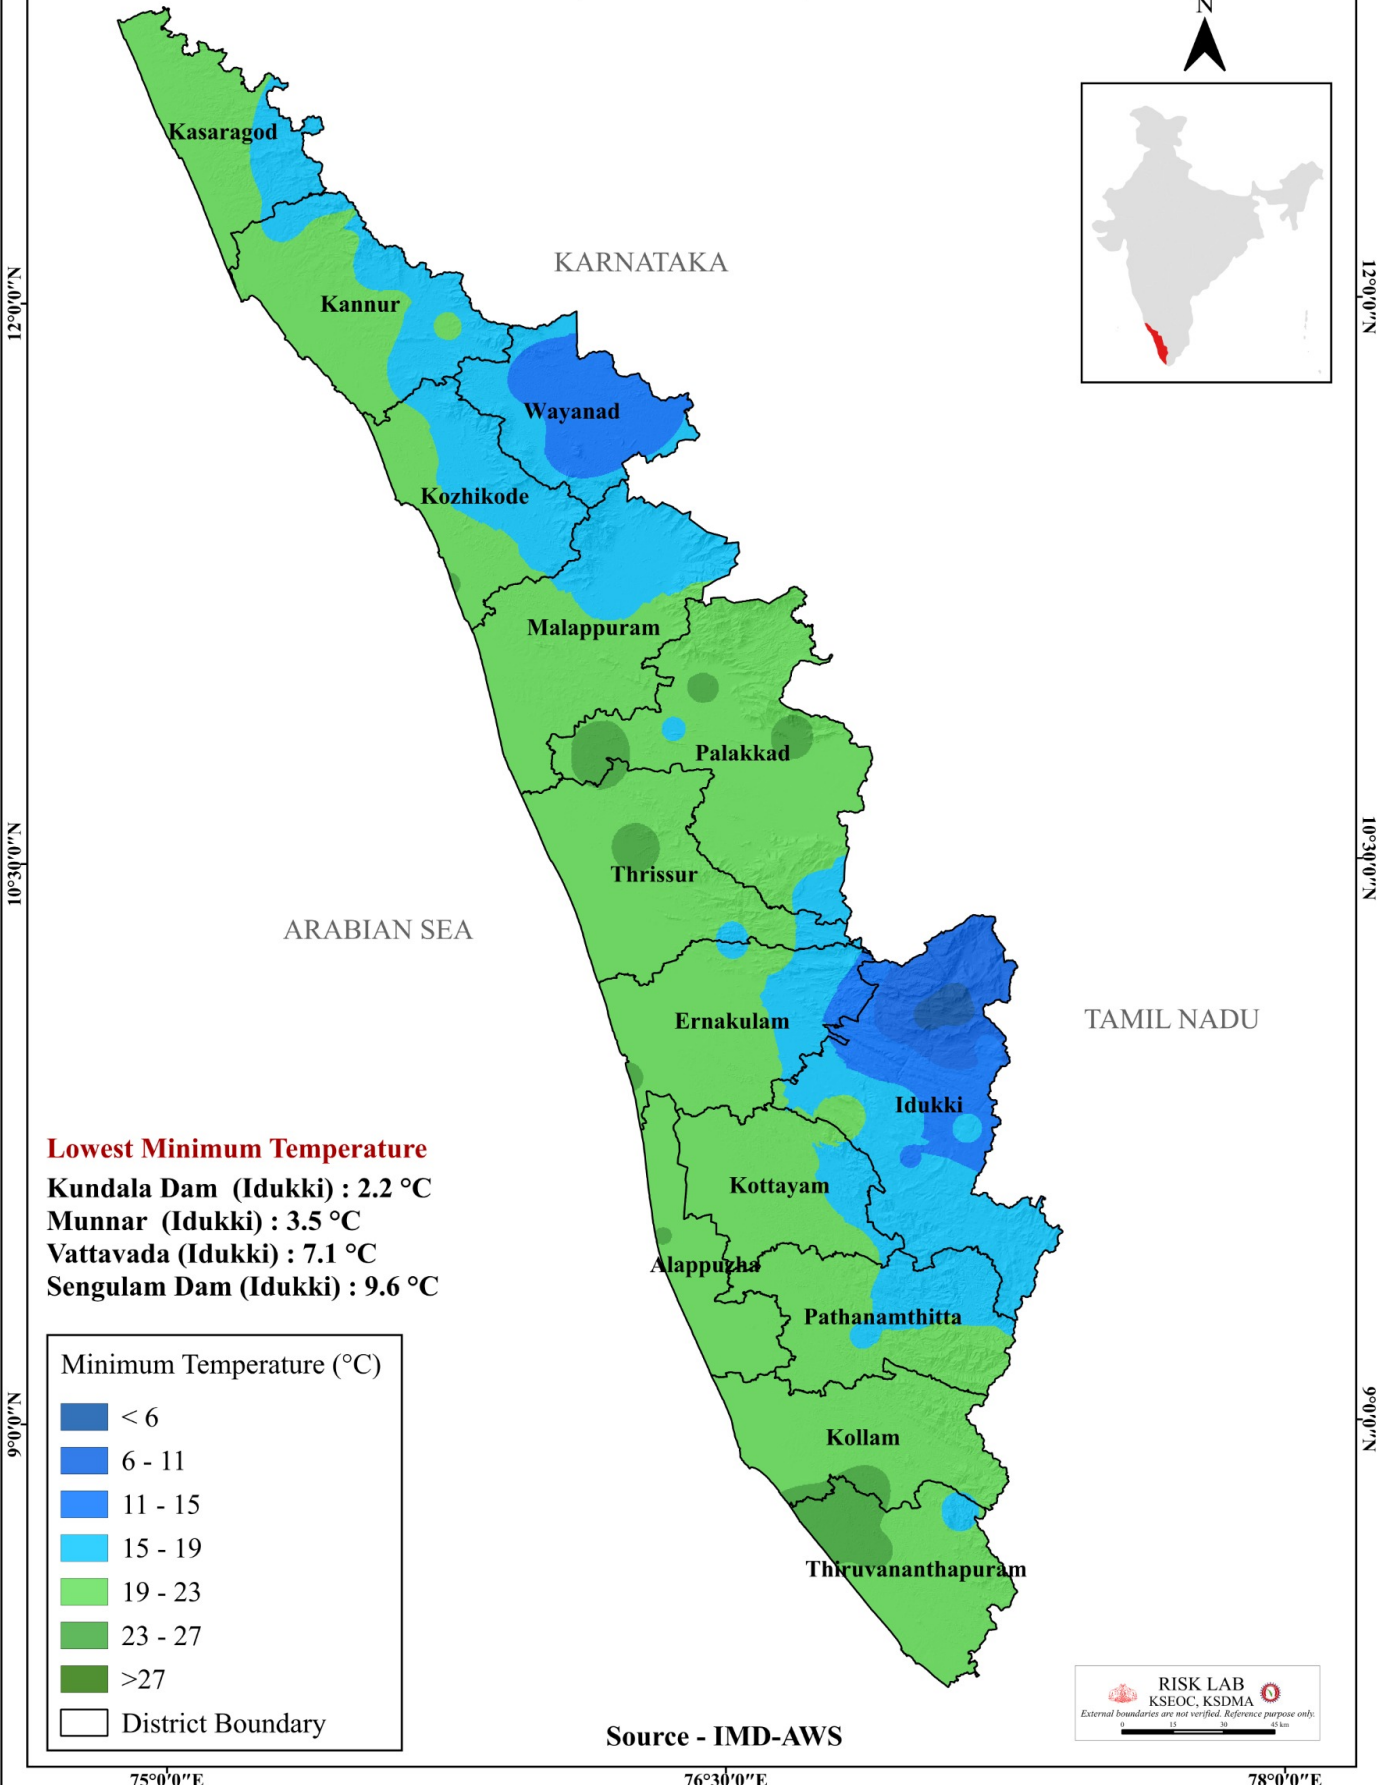 N
Kasaragod
KARNATAKA
12°0'0"N
12°0'0"N
Kannur
Wayanad
Kozhikode
Malappuram
Palakkad
10°30'0"N
10°30'0"N
Thrissur
ARABIAN SEA
Ernakulam
TAMIL NADU
Idukki
Lowest Minimum Temperature
Kundala Dam (Idukki) : 2.2 °C
Munnar (Idukki) : 3.5 °C
Vattavada (Idukki) : 7.1 °C
Sengulam Dam (Idukki) : 9.6 °C
Kottayam
Alappuzha
Pathanamthitta
Minimum Temperature (°C)
< 6
6 - 11
11 - 15
15 - 19
19 - 23
23 - 27
>27
District Boundary
9°0'0"N
9°0'0"N
Kollam
Thiruvananthapuram
Source - IMD-AWS
RISK LAB
KSEOC, KSDMA
External boundaries are not verified. Reference purpose only.
0 15 30 45 km
75°0'0"E 76°30'0"E 78°0'0"E